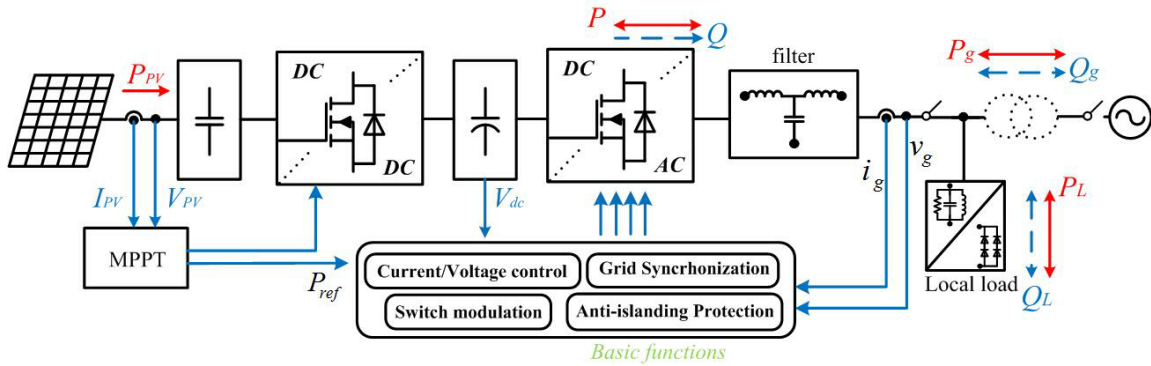 P
Q
P_PV
DC
DC
filter
P_g
Q_g
DC
AC
i_g
v_g
I_PV
V_PV
V_dc
P_L
Q_L
MPPT
P_ref
Current/Voltage control
Grid Syncrhonization
Switch modulation
Anti-islanding Protection
Local load
Basic functions